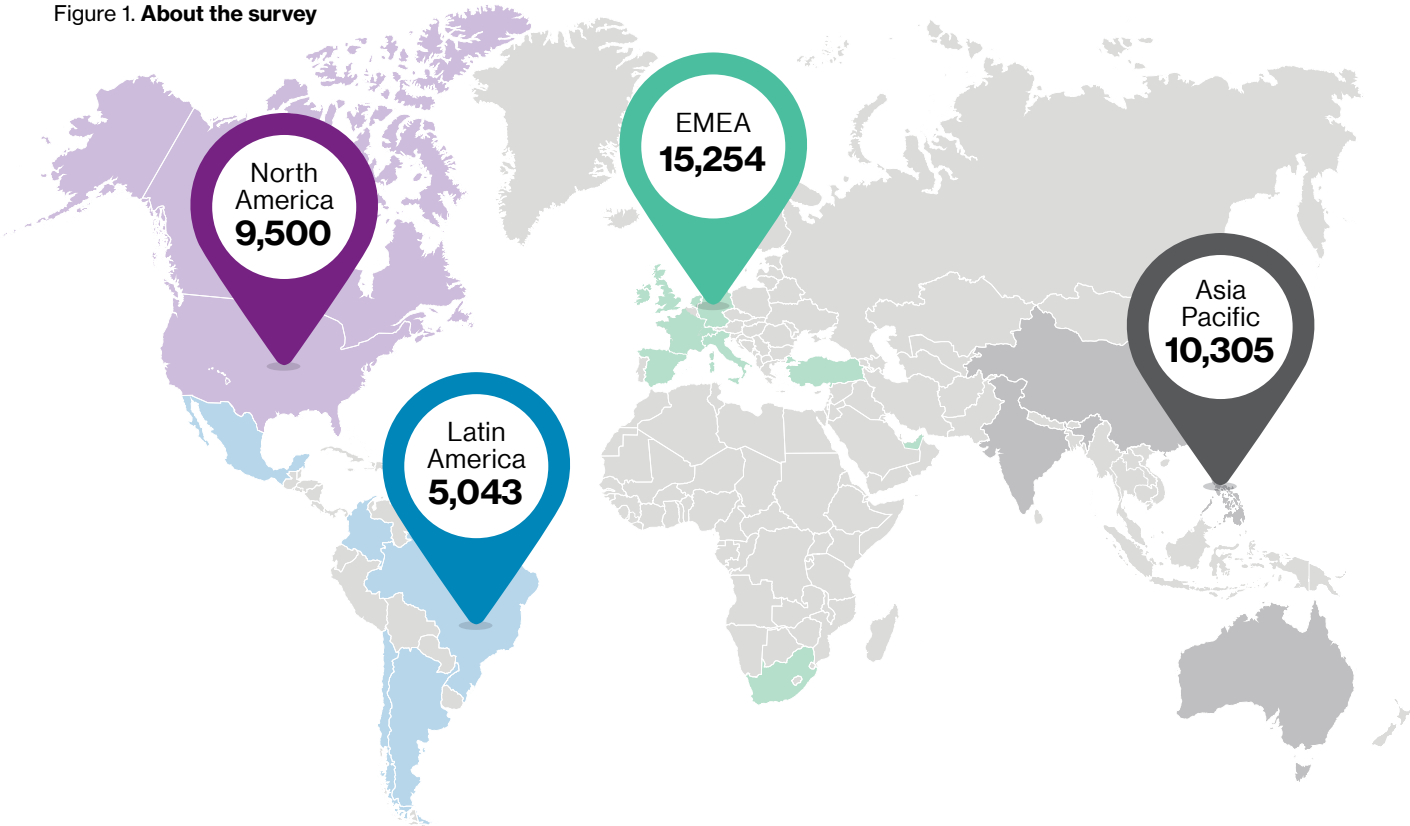 Figure 1. About the survey
EMEA
15,254
North
America
9,500
Asia
Pacific
10,305
Latin
America
5,043